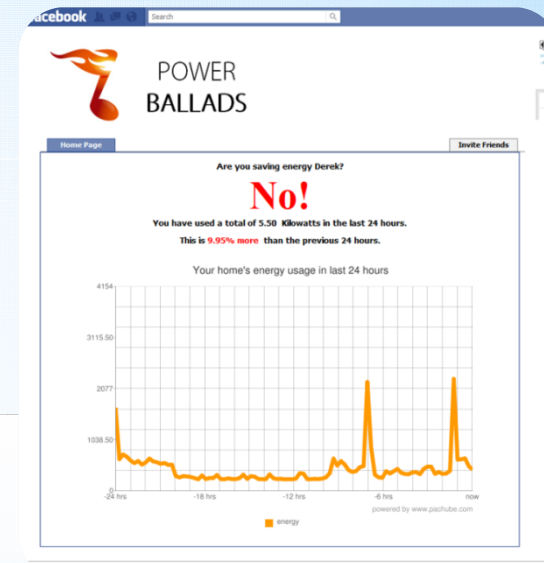 acebook
Search
POWER
BALLADS
Home Page
Invite Friends
Are you saving energy Derek?
No!
You have used a total of 5.50 Kilowatts in the last 24 hours.
This is 9.95% more than the previous 24 hours.
Your home's energy usage in last 24 hours
4154
3115.50
2077
1038.50
0
-24 hrs
-18 hrs
-12 hrs
-6 hrs
now
powered by www.pachube.com
energy